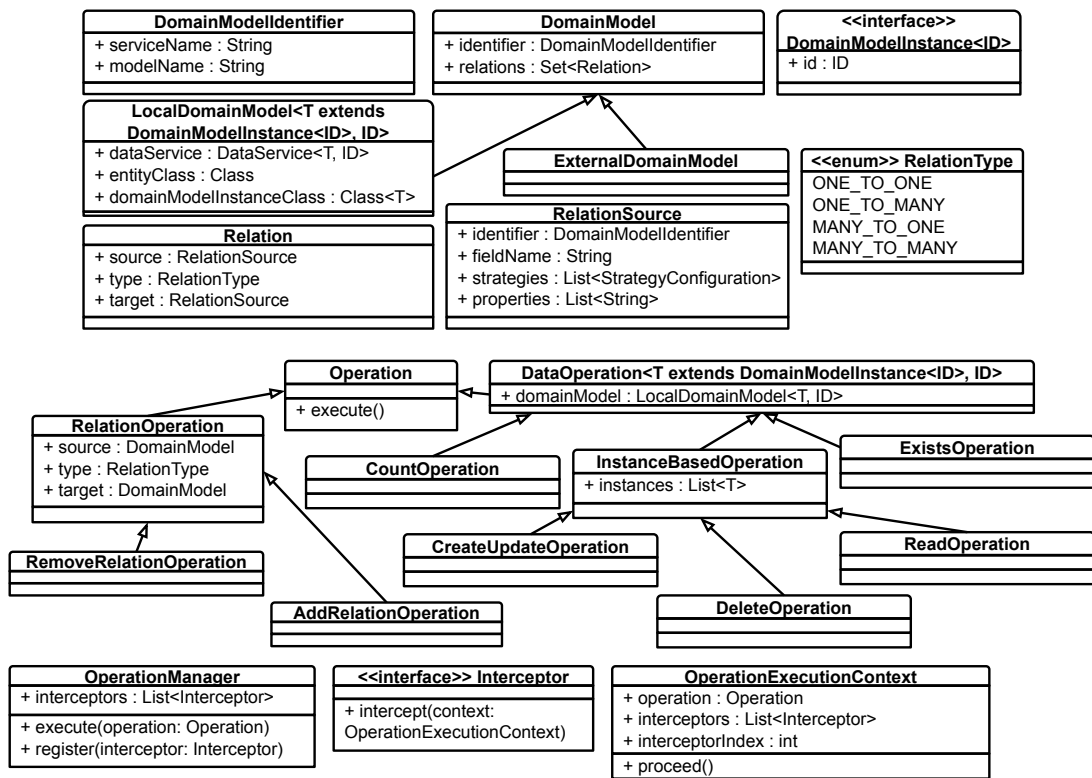 DomainModelIdentifier
+ serviceName : String
+ modelName : String
DomainModel
+ identifier : DomainModelIdentifier
+ relations : Set<Relation>
<<interface>>
DomainModelInstance<ID>
+ id : ID
LocalDomainModel<T extends
DomainModelInstance<ID>, ID>
+ dataService : DataService<T, ID>
+ entityClass : Class
+ domainModelInstanceClass : Class<T>
ExternalDomainModel
<<enum>> RelationType
ONE_TO_ONE
ONE_TO_MANY
MANY_TO_ONE
MANY_TO_MANY
Relation
+ source : RelationSource
+ type : RelationType
+ target : RelationSource
RelationSource
+ identifier : DomainModelIdentifier
+ fieldName : String
+ strategies : List<StrategyConfiguration>
+ properties : List<String>
Operation
+ execute()
DataOperation<T extends DomainModelInstance<ID>, ID>
+ domainModel : LocalDomainModel<T, ID>
RelationOperation
+ source : DomainModel
+ type : RelationType
+ target : DomainModel
CountOperation
InstanceBasedOperation
+ instances : List<T>
ExistsOperation
RemoveRelationOperation
CreateUpdateOperation
ReadOperation
AddRelationOperation
DeleteOperation
OperationManager
+ interceptors : List<Interceptor>
+ execute(operation: Operation)
+ register(interceptor: Interceptor)
<<interface>> Interceptor
+ intercept(context:
OperationExecutionContext)
OperationExecutionContext
+ operation : Operation
+ interceptors : List<Interceptor>
+ interceptorIndex : int
+ proceed()